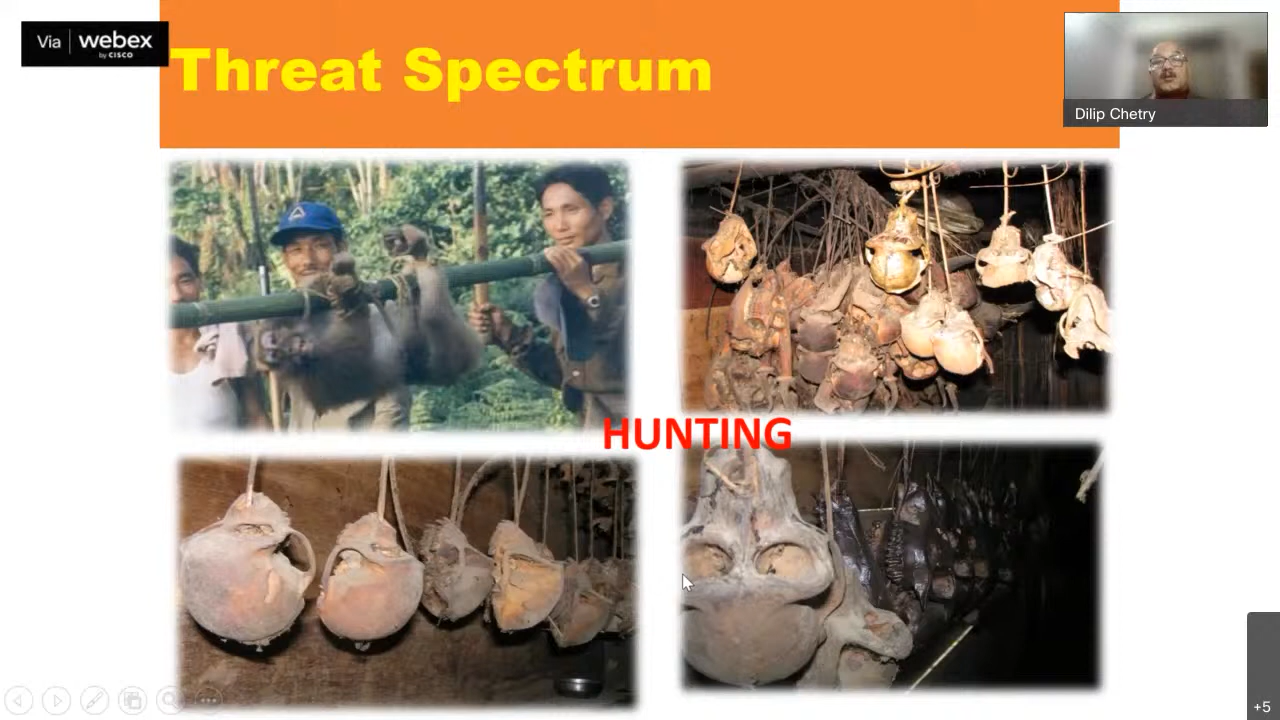 Via webex
by CISCO
Threat Spectrum
Dilip Chetry
HUNTING
+5